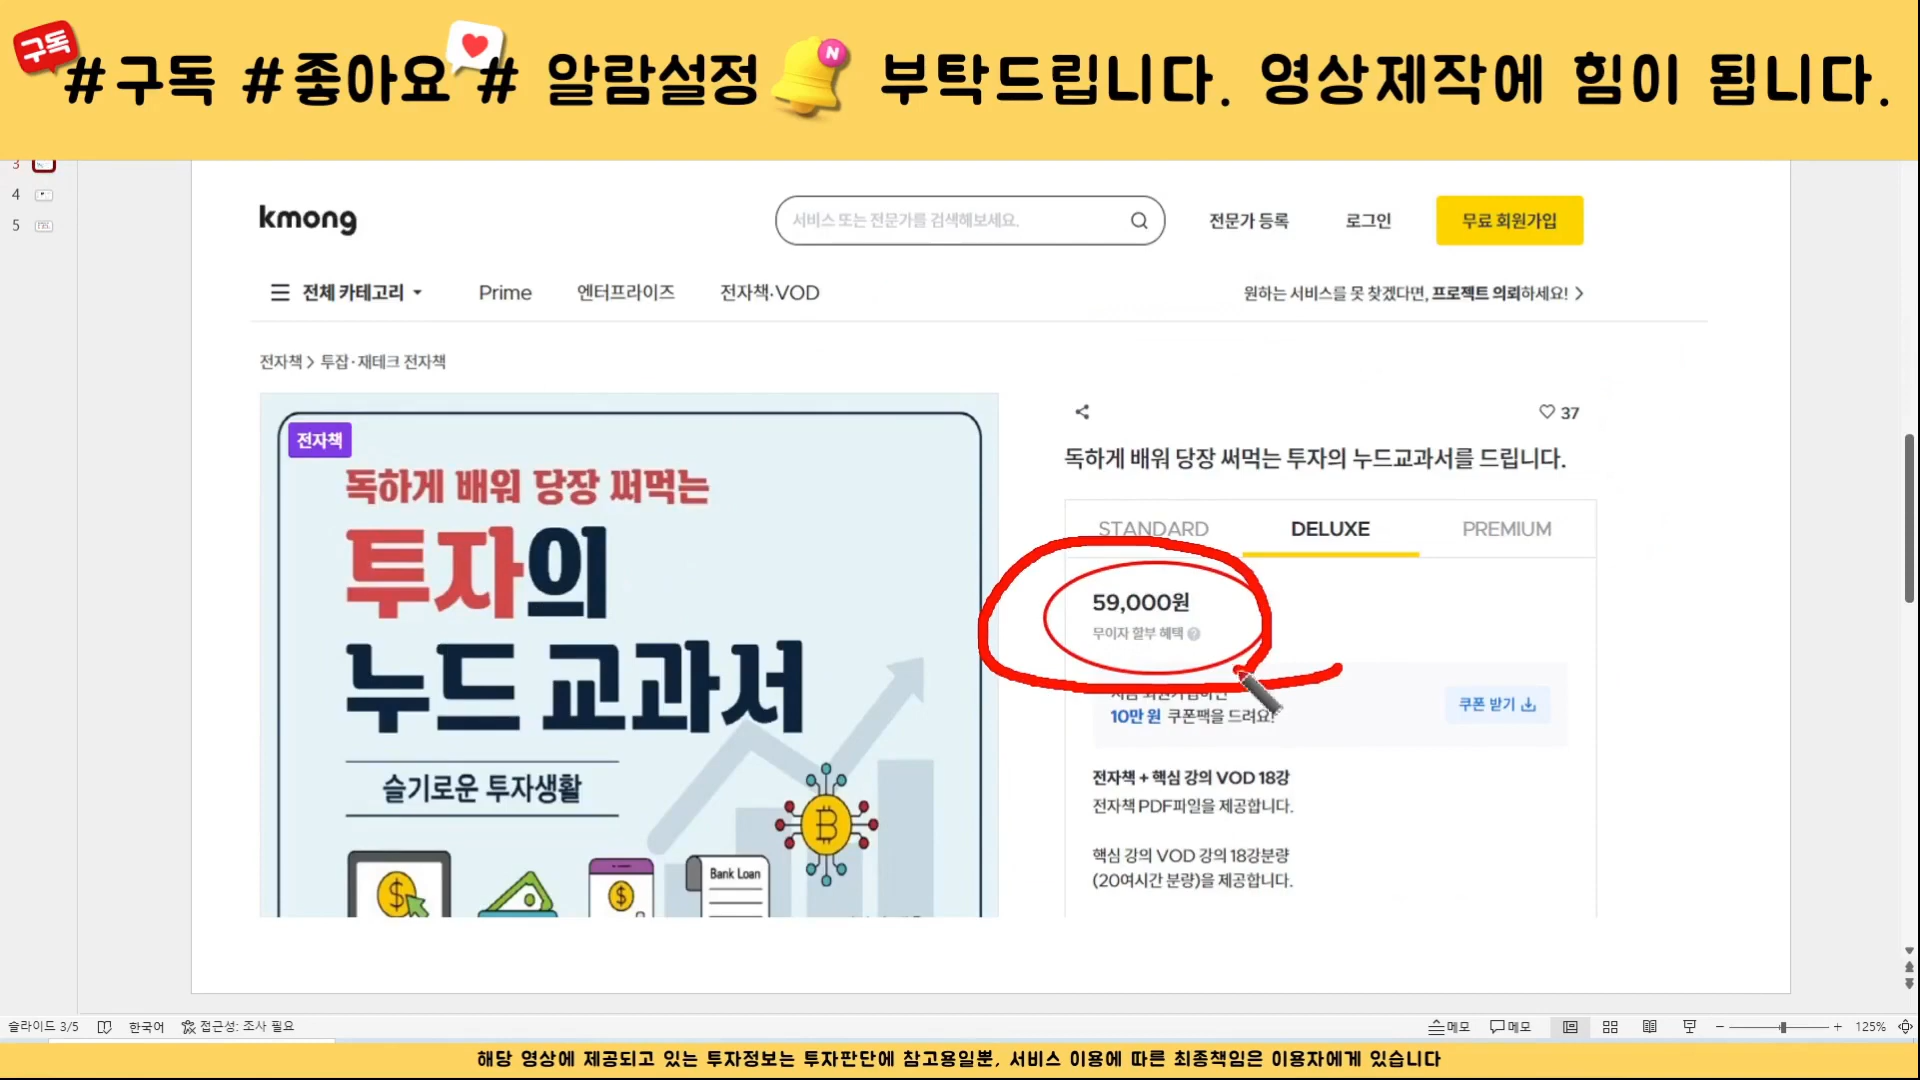 구독
#구독 #좋아요 # 알람설정 부탁드립니다. 영상제작에 힘이 됩니다.
N
3
4
5
kmong
서비스 또는 전문가를 검색해보세요.
전문가 등록
로그인
무료 회원가입
전체 카테고리
Prime
엔터프라이즈
전자책·VOD
원하는 서비스를 못 찾겠다면, 프로젝트 의뢰하세요!
전자책 > 투잡·재테크 전자책
전자책
독하게 배워 당장 써먹는
투자의
누드 교과서
슬기로운 투자생활
Bank Loan
37
독하게 배워 당장 써먹는 투자의 누드교과서를 드립니다.
STANDARD
DELUXE
PREMIUM
59,000원
무이자 할부 혜택
10만 원 쿠폰팩을 드려요!
쿠폰 받기
전자책 + 핵심 강의 VOD 18강
전자책 PDF파일을 제공합니다.
핵심 강의 VOD 강의 18강분량
(20여시간 분량)을 제공합니다.
슬라이드 3/5
한국어
접근성: 조사 필요
메모
메모
125%
해당 영상에 제공되고 있는 투자정보는 투자판단에 참고용일뿐, 서비스 이용에 따른 최종책임은 이용자에게 있습니다